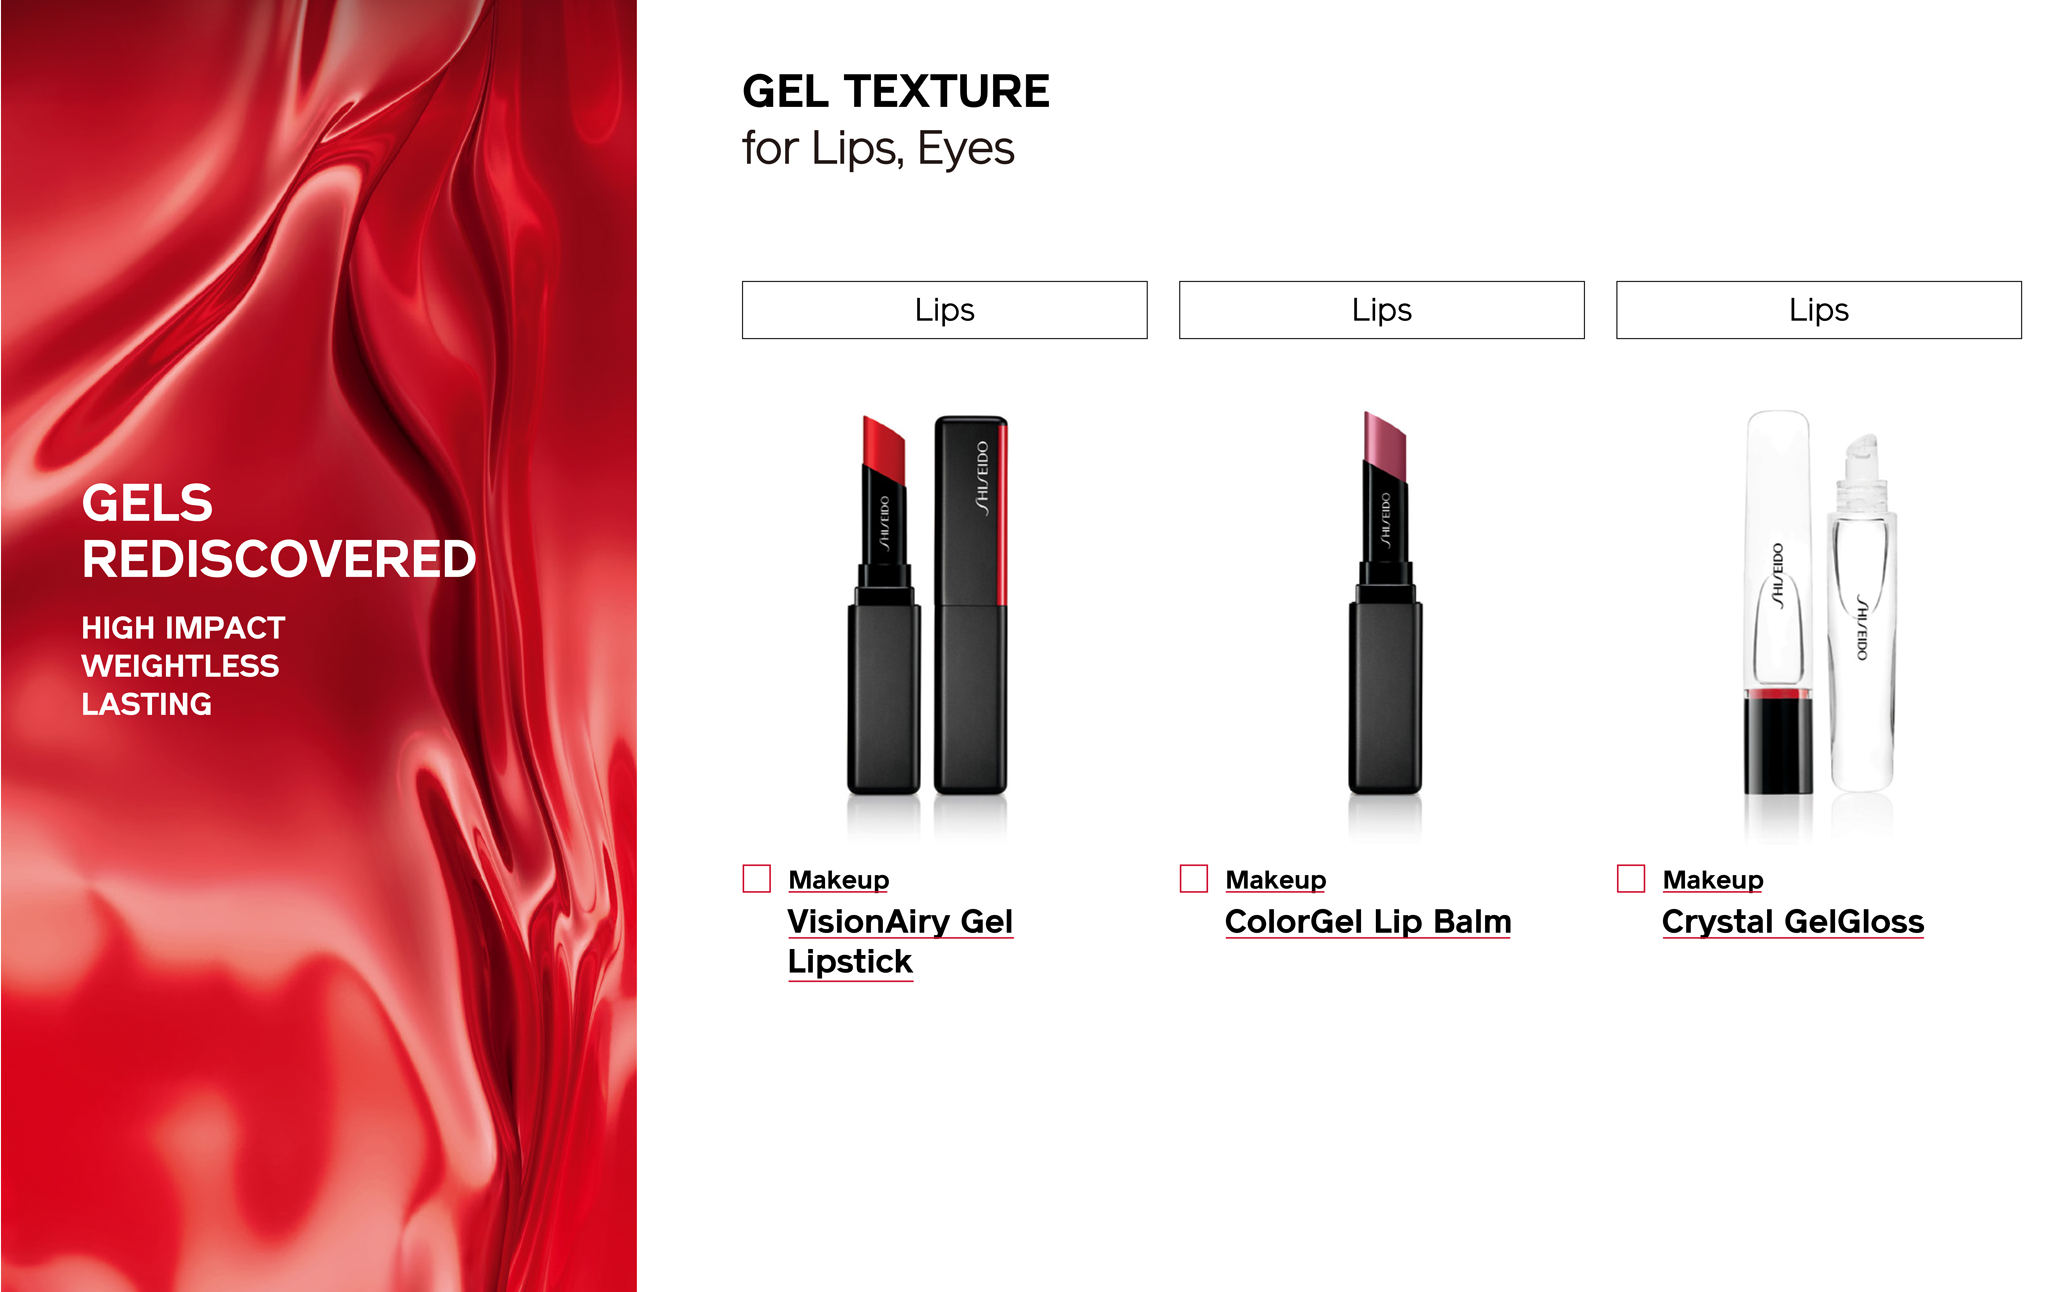 GELS
REDISCOVERED
HIGH IMPACT
WEIGHTLESS
LASTING
GEL TEXTURE
for Lips, Eyes
Lips
Lips
Lips
SHISEIDO
SHISEIDO
SHISEIDO
SHISEIDO
SHISEIDO
Makeup
VisionAiry Gel
Lipstick
Makeup
ColorGel Lip Balm
Makeup
Crystal GelGloss